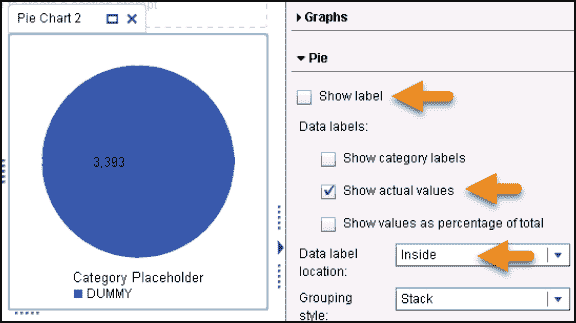 Pie Chart 2
3,393
Category Placeholder
DUMMY
Graphs
Pie
Show label
Data labels:
Show category labels
Show actual values
Show values as percentage of total
Data label
location:
Inside
Grouping
style:
Stack